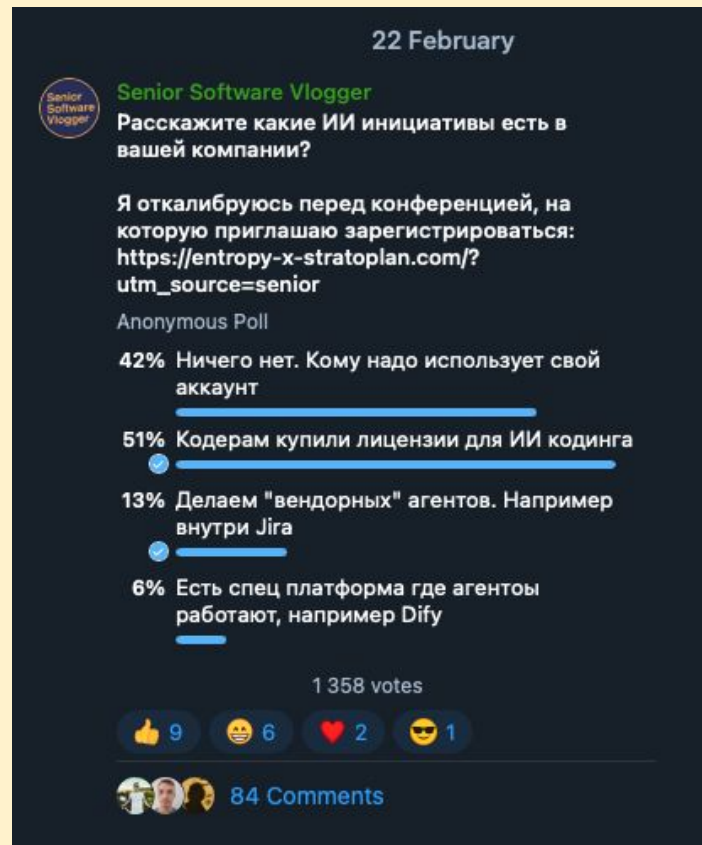 22 February
Senior Software Vlogger
Senior
Software
Vlogger
Расскажите какие ИИ инициативы есть в
вашей компании?
Я откалибруюсь перед конференцией, на
которую приглашаю зарегистрироваться:
https://entropy-x-stratoplan.com/?
utm_source=senior
Anonymous Poll
42% Ничего нет. Кому надо использует свой
аккаунт
51% Кодерам купили лицензии для ИИ кодинга
13% Делаем "вендорных" агентов. Например
внутри Jira
6% Есть спец платформа где агентоы
работают, например Dify
1 358 votes
👍 9 😁 6 ❤️ 2 😎 1
84 Comments